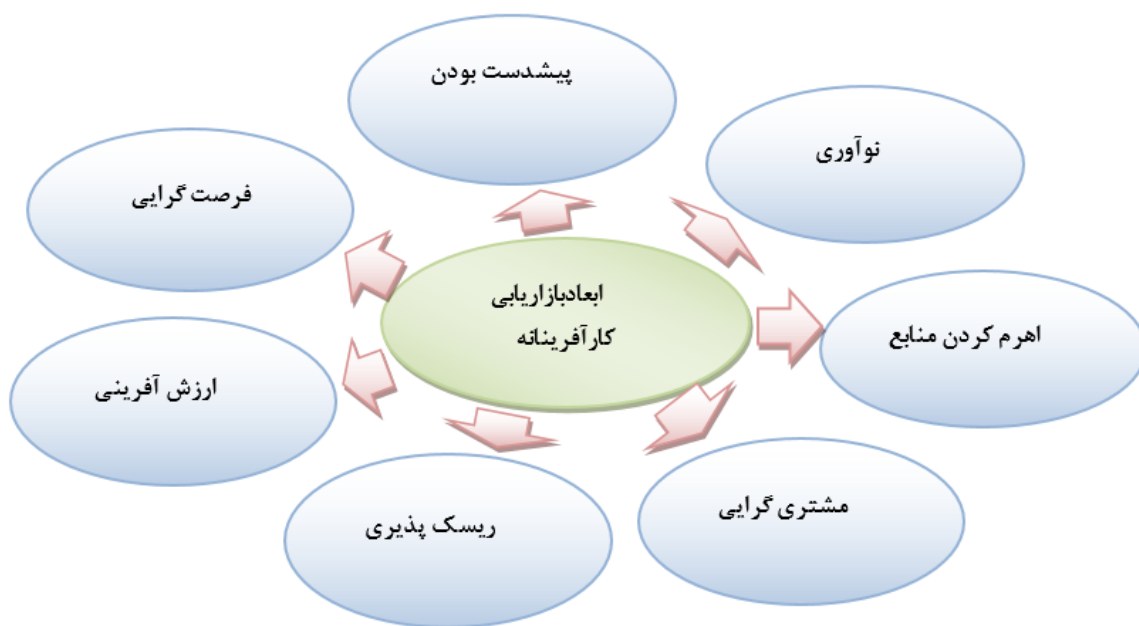 پیشدست بودن
نوآوری
فرصت گرایی
ابعادبازاریابی
کارآفرینانه
اهرم کردن منابع
ارزش آفرینی
مشتری گرایی
ریسک پذیری